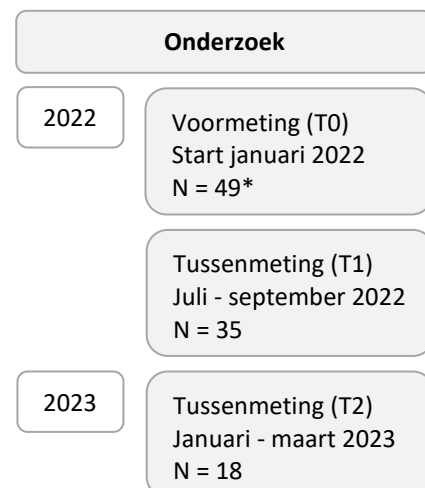 Onderzoek
2022
Voormeting (T0)
Start januari 2022
N = 49*
Tussenmeting (T1)
Juli - september 2022
N = 35
2023
Tussenmeting (T2)
Januari - maart 2023
N = 18